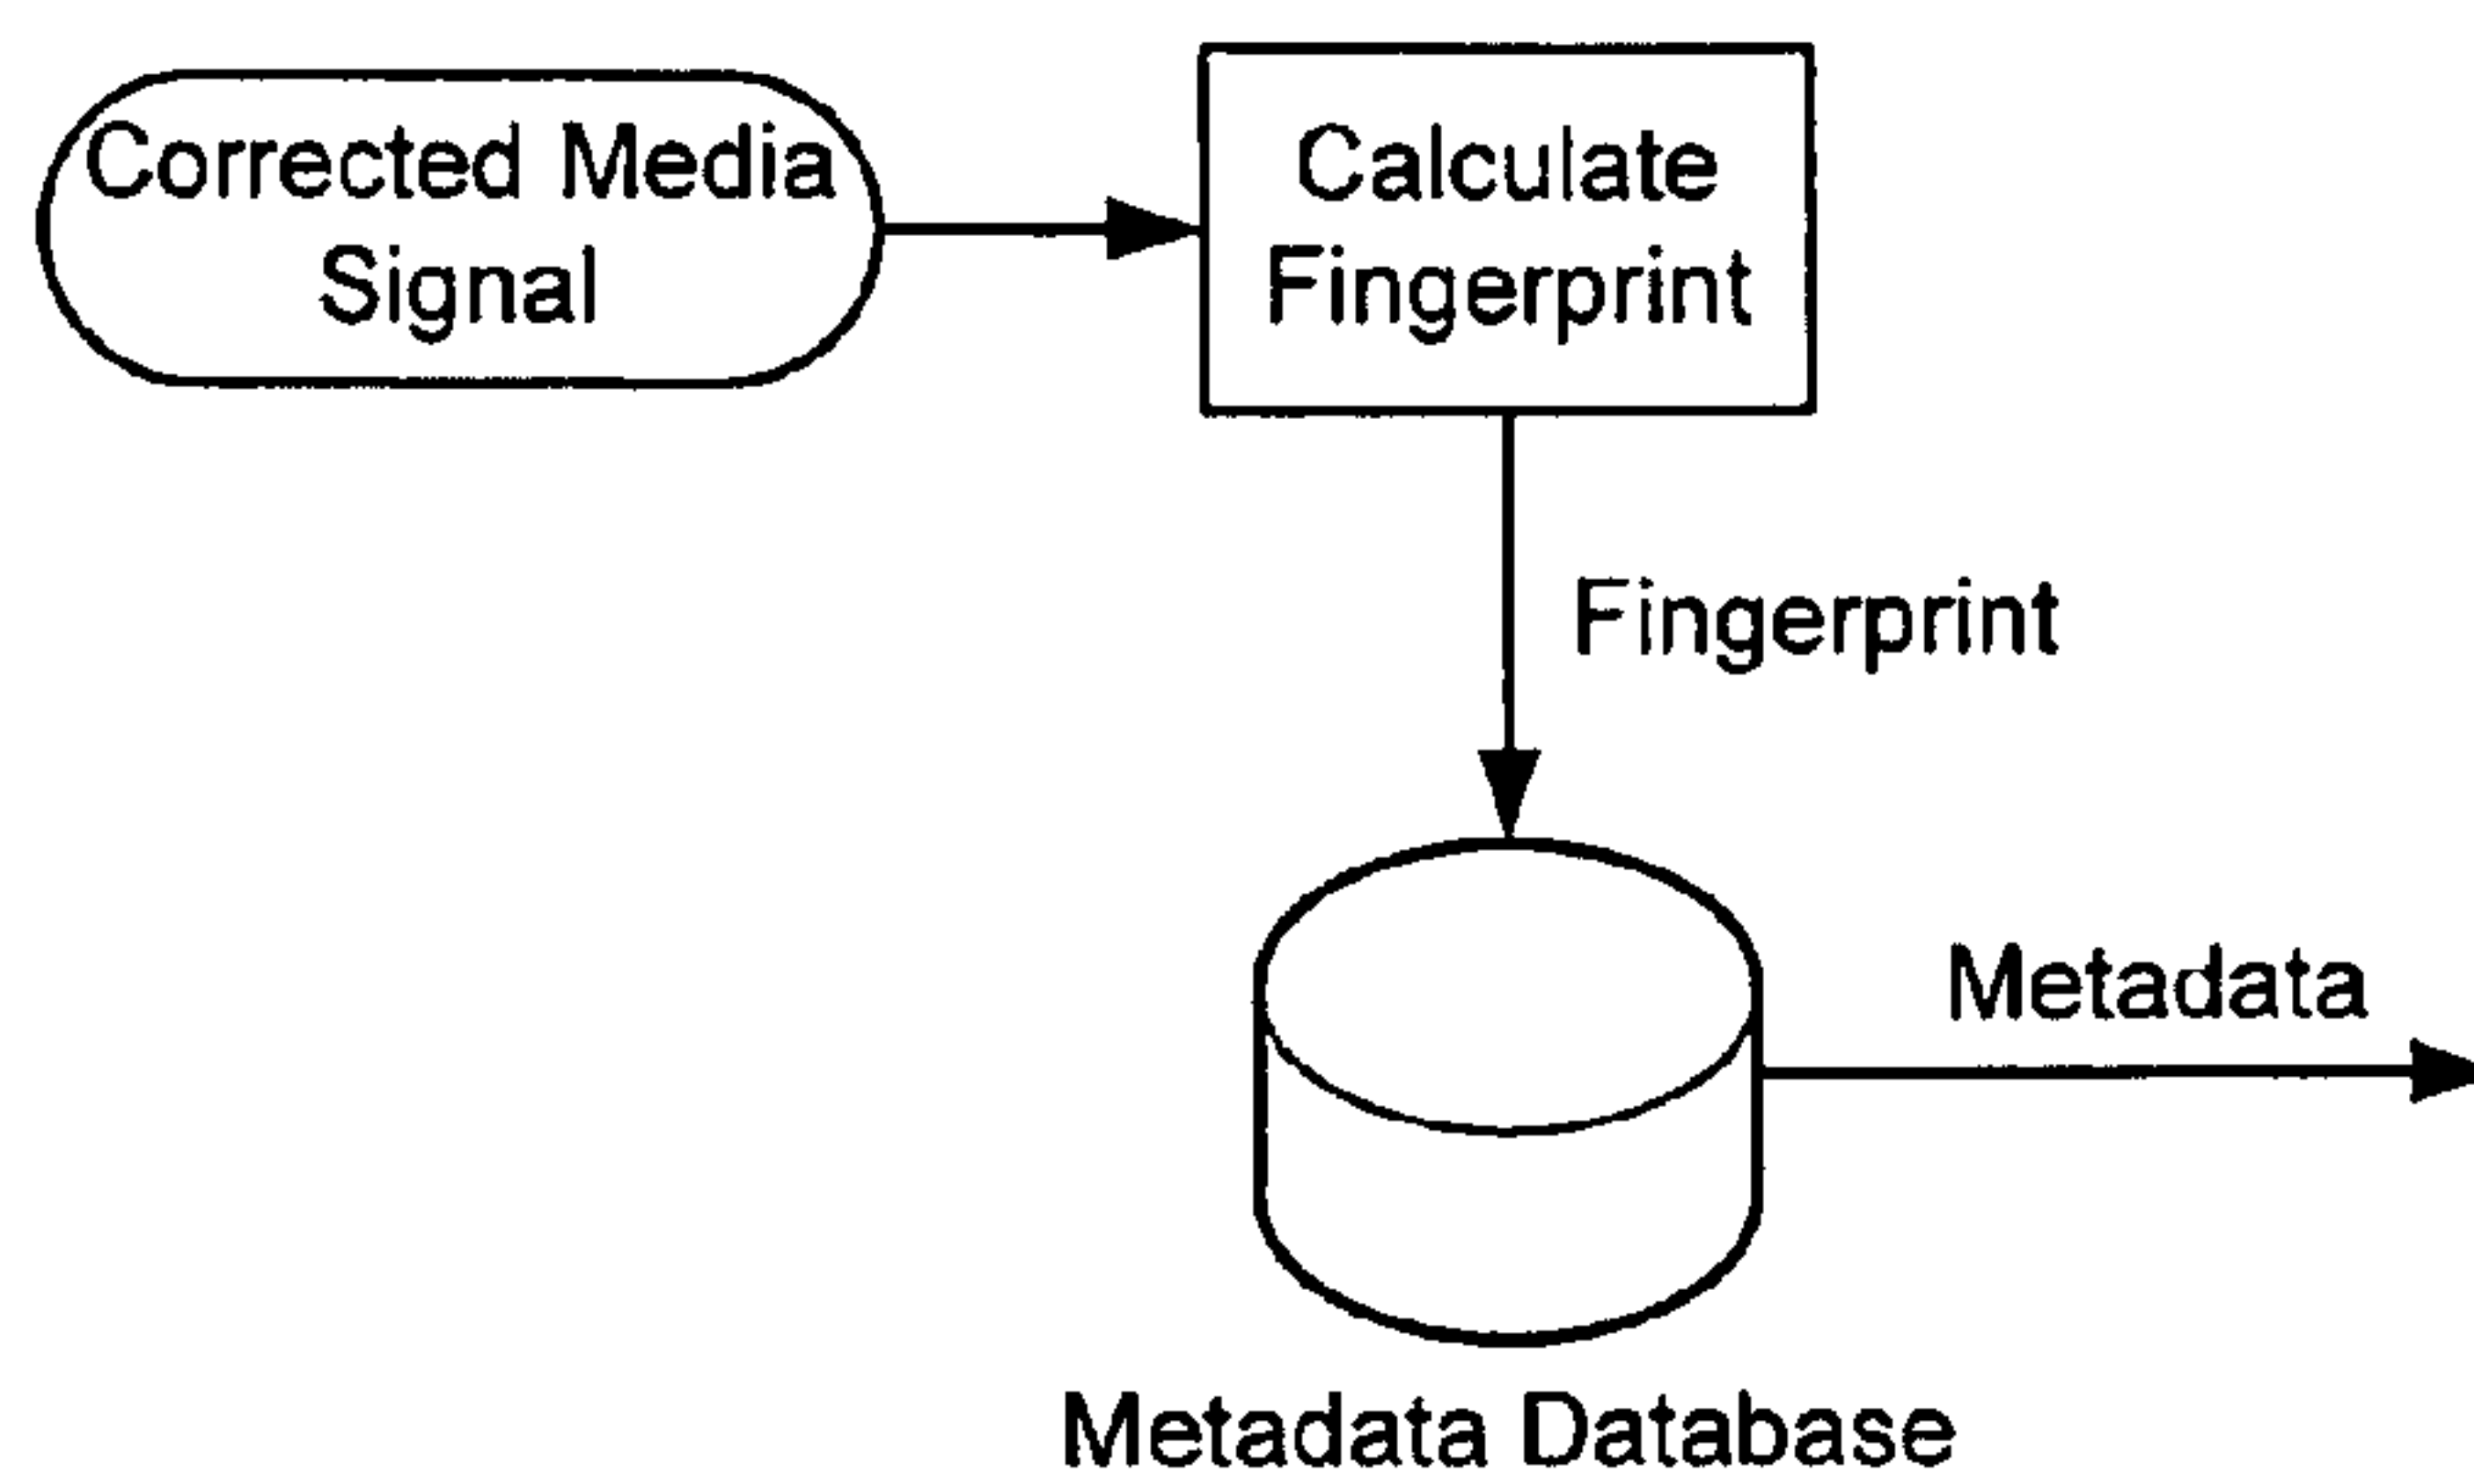 Corrected Media
Signal
Calculate
Fingerprint
Fingerprint
Metadata
Metadata Database